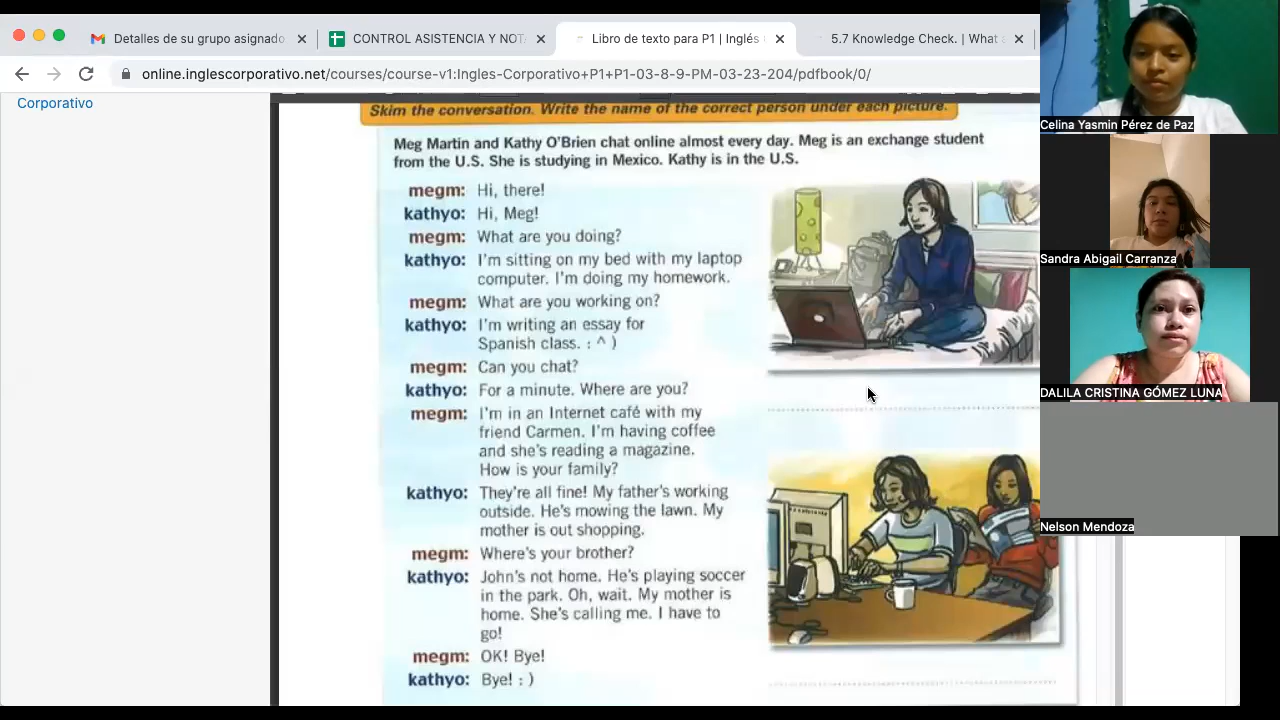 Detalles de su grupo asignado
CONTROL ASISTENCIA Y NOT
Libro de texto para P1 | Inglés
5.7 Knowledge Check. | What
online.inglescorporativo.net/courses/course-v1:Ingles-Corporativo+P1+P1-03-8-9-PM-03-23-204/pdfbook/0/
Corporativo
Skim the conversation. Write the name of the correct person under each picture.
Meg Martin and Kathy O'Brien chat online almost every day. Meg is an exchange student
from the U.S. She is studying in Mexico. Kathy is in the U.S.
megm: Hi, there!
kathyo: Hi, Meg!
megm: What are you doing?
kathyo: I'm sitting on my bed with my laptop
computer. I'm doing my homework.
megm: What are you working on?
kathyo: I'm writing an essay for
Spanish class. : ^ )
megm: Can you chat?
kathyo: For a minute. Where are you?
megm: I'm in an Internet café with my
friend Carmen. I'm having coffee
and she's reading a magazine.
How is your family?
kathyo: They're all fine! My father's working
outside. He's mowing the lawn. My
mother is out shopping.
megm: Where's your brother?
kathyo: John's not home. He's playing soccer
in the park. Oh, wait. My mother is
home. She's calling me. I have to
go!
megm: OK! Bye!
kathyo: Bye! : )
Celina Yasmin Pérez de Paz
Sandra Abigail Carranza
DALILA CRISTINA GÓMEZ LUNA
Nelson Mendoza